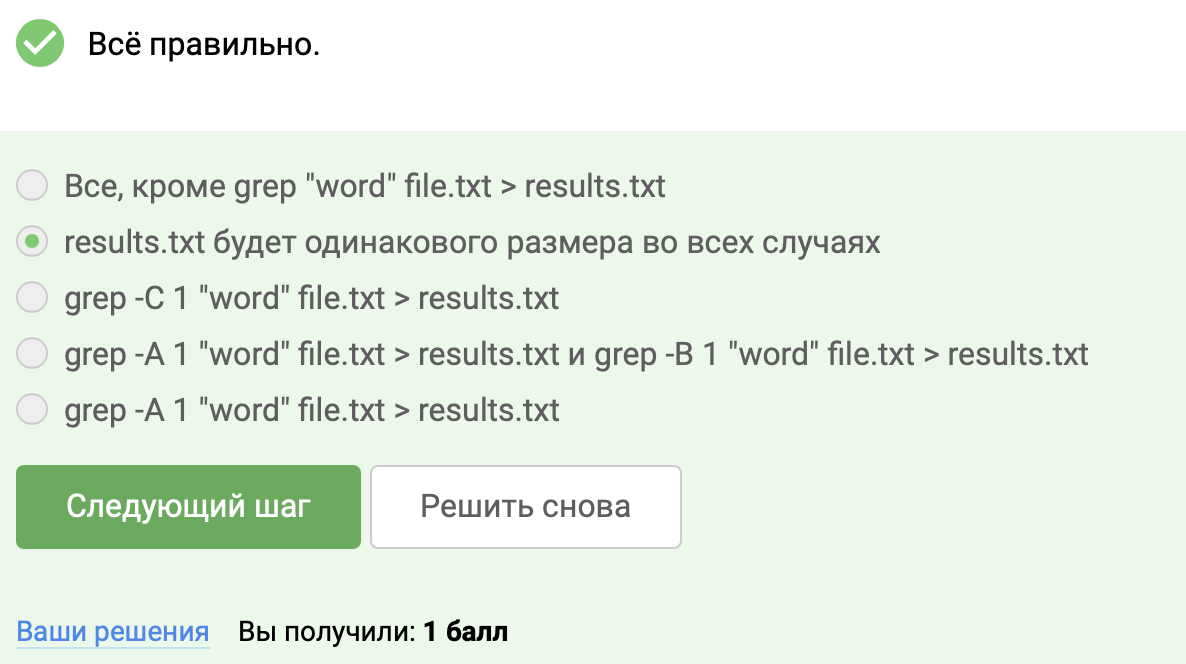 Всё правильно.
Все, кроме grep "word" file.txt > results.txt
results.txt будет одинакового размера во всех случаях
grep -C 1 "word" file.txt > results.txt
grep -A 1 "word" file.txt > results.txt и grep -B 1 "word" file.txt > results.txt
grep -A 1 "word" file.txt > results.txt
Следующий шаг Решить снова
Ваши решения Вы получили: 1 балл